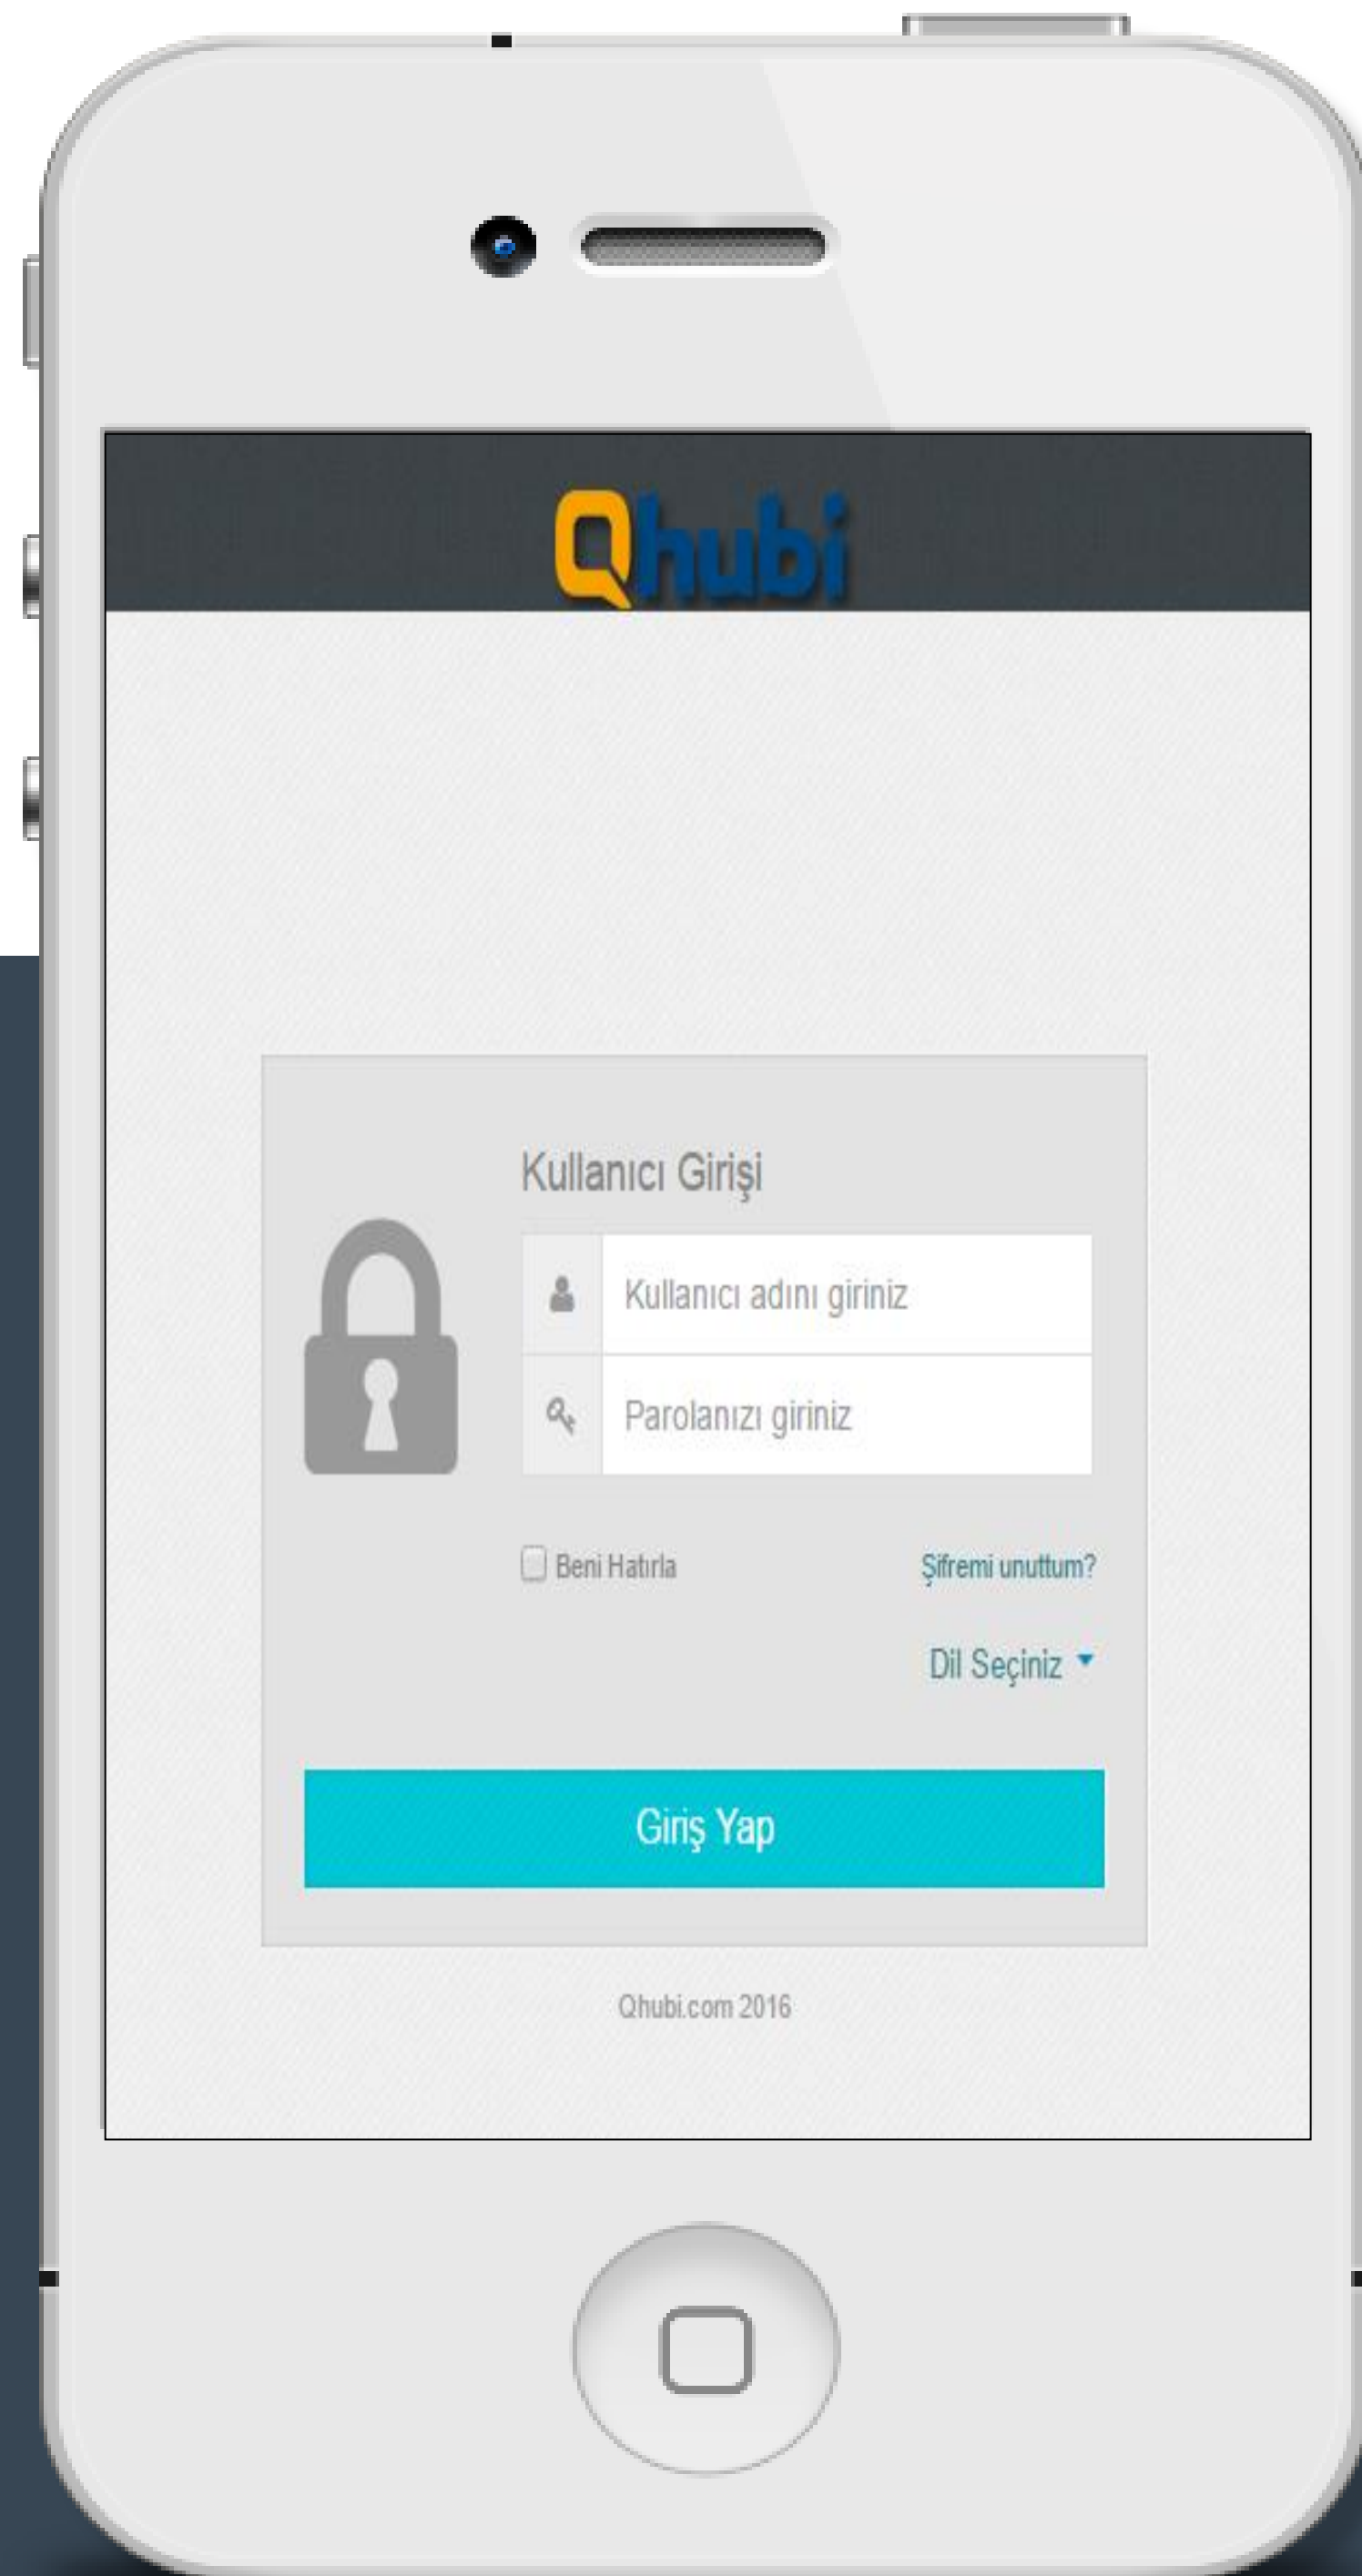 Qhubi
Kullanıcı Girişi
Kullanıcı adını giriniz
Parolanızı giriniz
Beni Hatırla
Şifremi unuttum?
Dil Seçiniz
Giriş Yap
Qhubi.com 2016